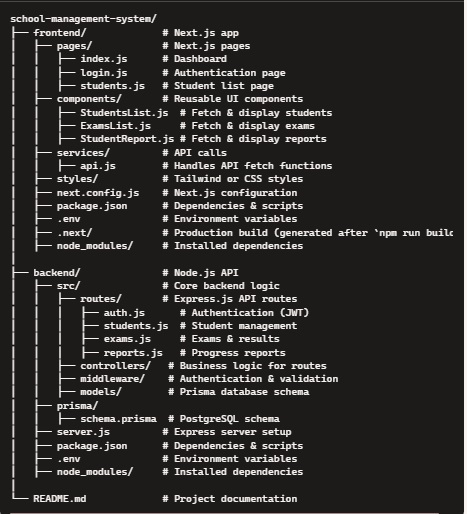 school-management-system/
├── frontend/             # Next.js app
│   ├── pages/            # Next.js pages
│   │   ├── index.js      # Dashboard
│   │   ├── login.js      # Authentication page
│   │   ├── students.js   # Student list page
│   ├── components/       # Reusable UI components
│   │   ├── StudentsList.js  # Fetch & display students
│   │   ├── ExamsList.js     # Fetch & display exams
│   │   ├── StudentReport.js # Fetch & display reports
│   ├── services/         # API calls
│   │   ├── api.js        # Handles API fetch functions
│   ├── styles/           # Tailwind or CSS styles
│   ├── next.config.js    # Next.js configuration
│   ├── package.json      # Dependencies & scripts
│   ├── .env              # Environment variables
│   ├── .next/            # Production build (generated after `npm run build
│   ├── node_modules/     # Installed dependencies
│
├── backend/              # Node.js API
│   ├── src/              # Core backend logic
│   │   ├── routes/       # Express.js API routes
│   │   │   ├── auth.js      # Authentication (JWT)
│   │   │   ├── students.js  # Student management
│   │   │   ├── exams.js     # Exams & results
│   │   │   ├── reports.js   # Progress reports
│   │   ├── controllers/   # Business logic for routes
│   │   ├── middleware/    # Authentication & validation
│   │   ├── models/        # Prisma database schema
│   ├── prisma/
│   │   ├── schema.prisma  # PostgreSQL schema
│   ├── server.js         # Express server setup
│   ├── package.json      # Dependencies & scripts
│   ├── .env              # Environment variables
│   ├── node_modules/     # Installed dependencies
│
└── README.md             # Project documentation